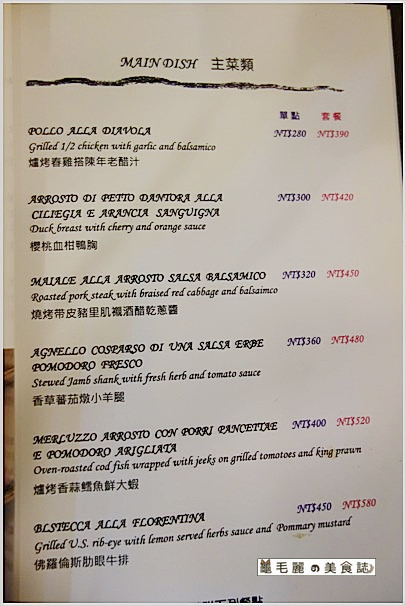 MAIN DISH 主菜類
單點 套餐
POLLO ALLA DIAVOLA NT$280 NT$390
Grilled 1/2 chicken with garlic and balsamico
爐烤春雞搭陳年老醋汁
ARROSTO DI PETTO DANTORA ALLA NT$300 NT$420
CILIEGIA E ARANCIA SANGUIGNA
Duck breast with cherry and orange sauce
櫻桃血柑鴨胸
MAIALE ALLA ARROSTO SALSA BALSAMICO NT$320 NT$450
Roasted pork steak with braised red cabbage and balsaimco
燒烤帶皮豬里肌襯酒醋乾蔥醬
AGNELLO COSPARSO DI UNA SALSA ERBE NT$360 NT$480
POMODORO FRESCO
Stewed Jamb shank with fresh herb and tomato sauce
香草蕃茄燉小羊腿
MERLUZZO ARROSTO CON PORRI PANCETTAE NT$400 NT$520
E POMODORO ARIGLIATA
Oven-roasted cod fish wrapped with jeeks on grilled tomotoes and king prawn
爐烤香蒜鱈魚鮮大蝦
BLSTECCA ALLA FLORENTINA NT$450 NT$580
Grilled U.S. rib-eye with lemon served herbs sauce and Pommary mustard
佛羅倫斯肋眼牛排
毛麗の美食誌